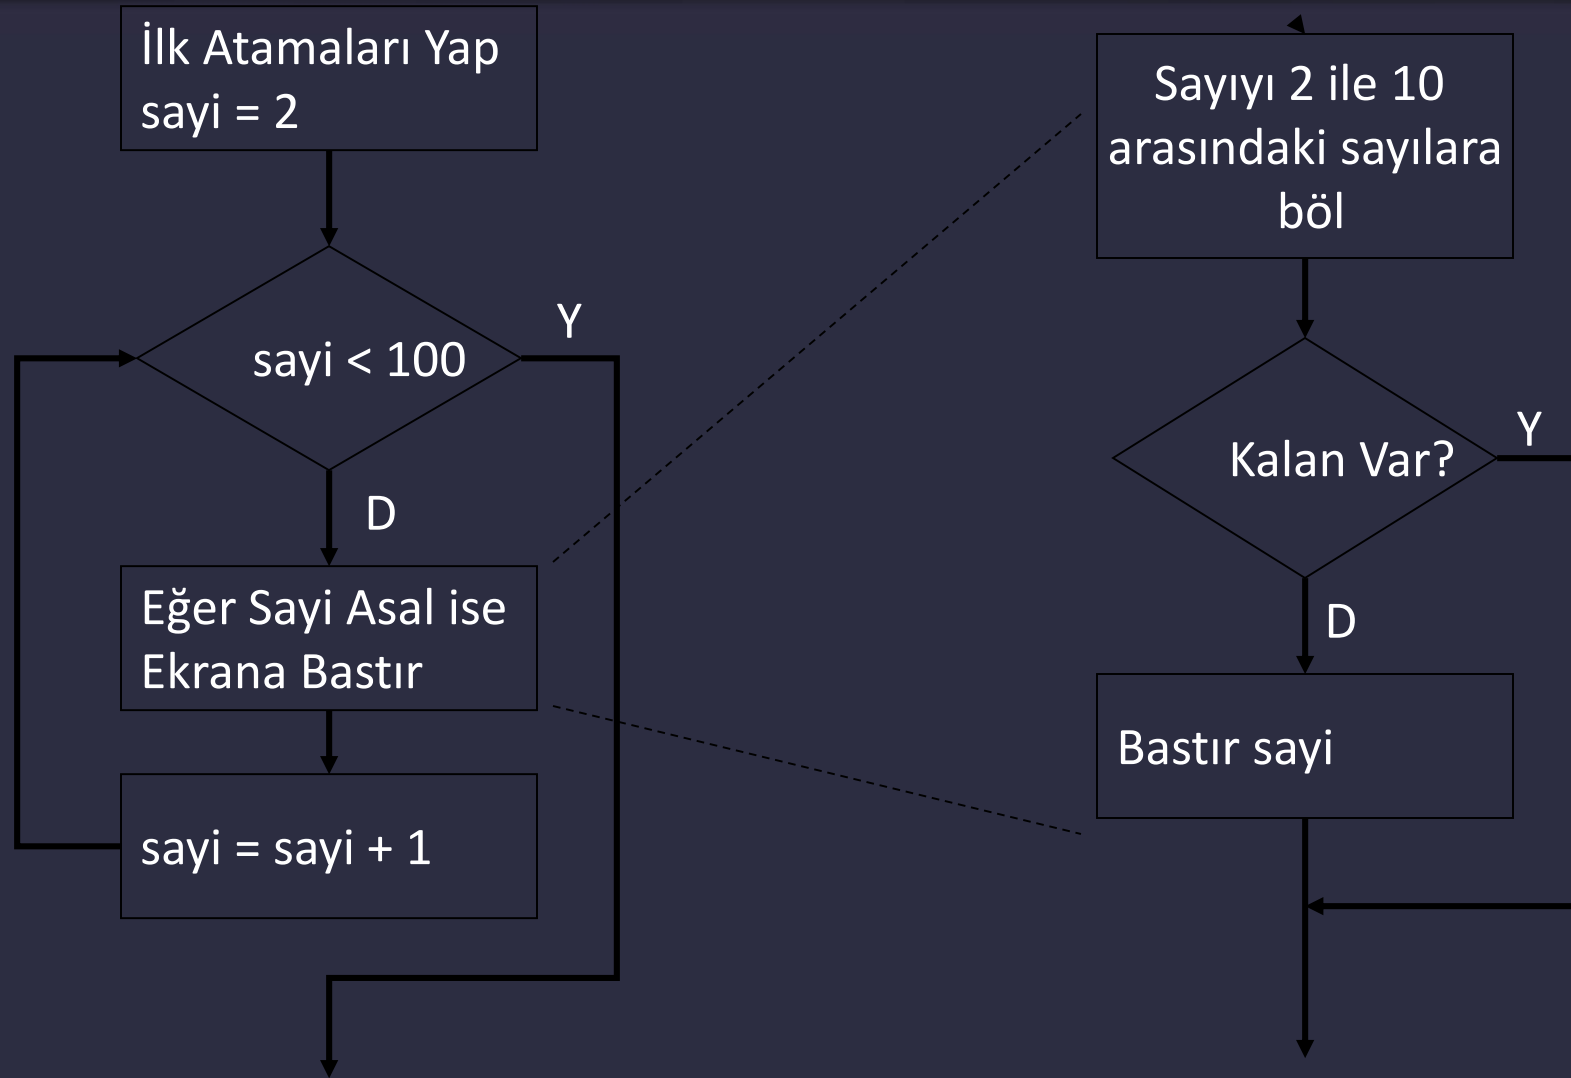 İlk Atamaları Yap
sayi = 2
sayi < 100
Y
D
Eğer Sayi Asal ise
Ekrana Bastır
sayi = sayi + 1
Sayıyı 2 ile 10
arasındaki sayılara
böl
Kalan Var?
Y
D
Bastır sayi